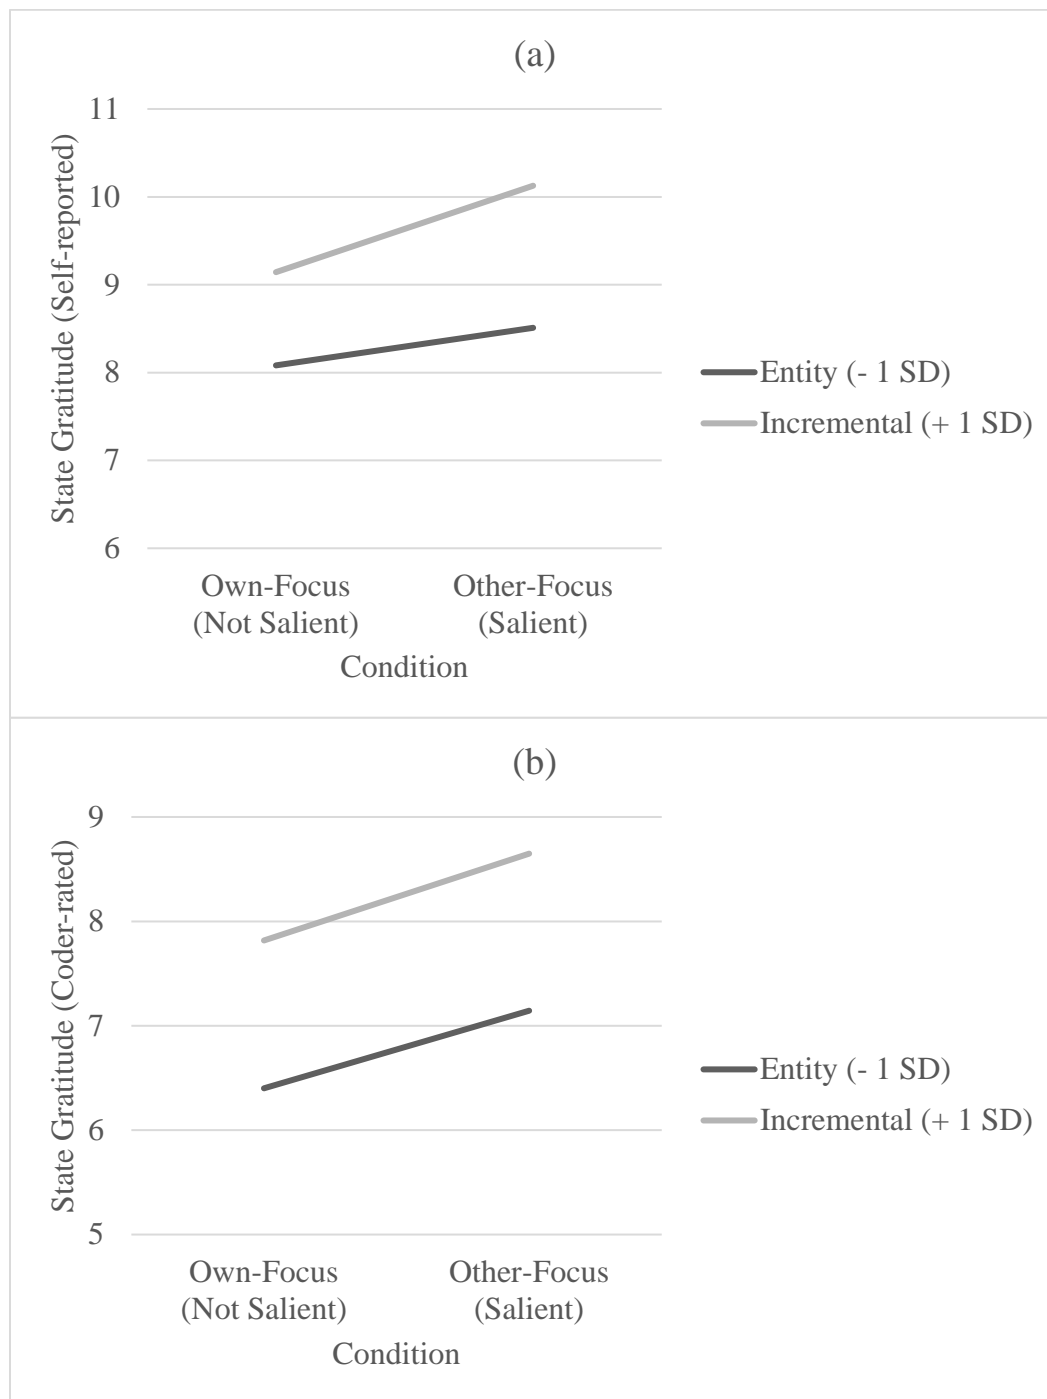 (a)
State Gratitude (Self-reported)
11
10
9
8
7
6
Own-Focus
(Not Salient)
Other-Focus
(Salient)
Condition
Entity (- 1 SD)
Incremental (+ 1 SD)
(b)
State Gratitude (Coder-rated)
9
8
7
6
5
Own-Focus
(Not Salient)
Other-Focus
(Salient)
Condition
Entity (- 1 SD)
Incremental (+ 1 SD)